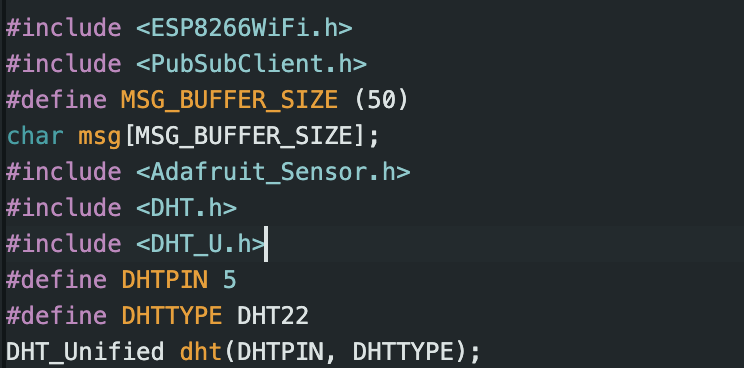 #include <ESP8266WiFi.h>
#include <PubSubClient.h>
#define MSG_BUFFER_SIZE (50)
char msg[MSG_BUFFER_SIZE];
#include <Adafruit_Sensor.h>
#include <DHT.h>
#include <DHT_U.h>
#define DHTPIN 5
#define DHTTYPE DHT22
DHT_Unified dht(DHTPIN, DHTTYPE);